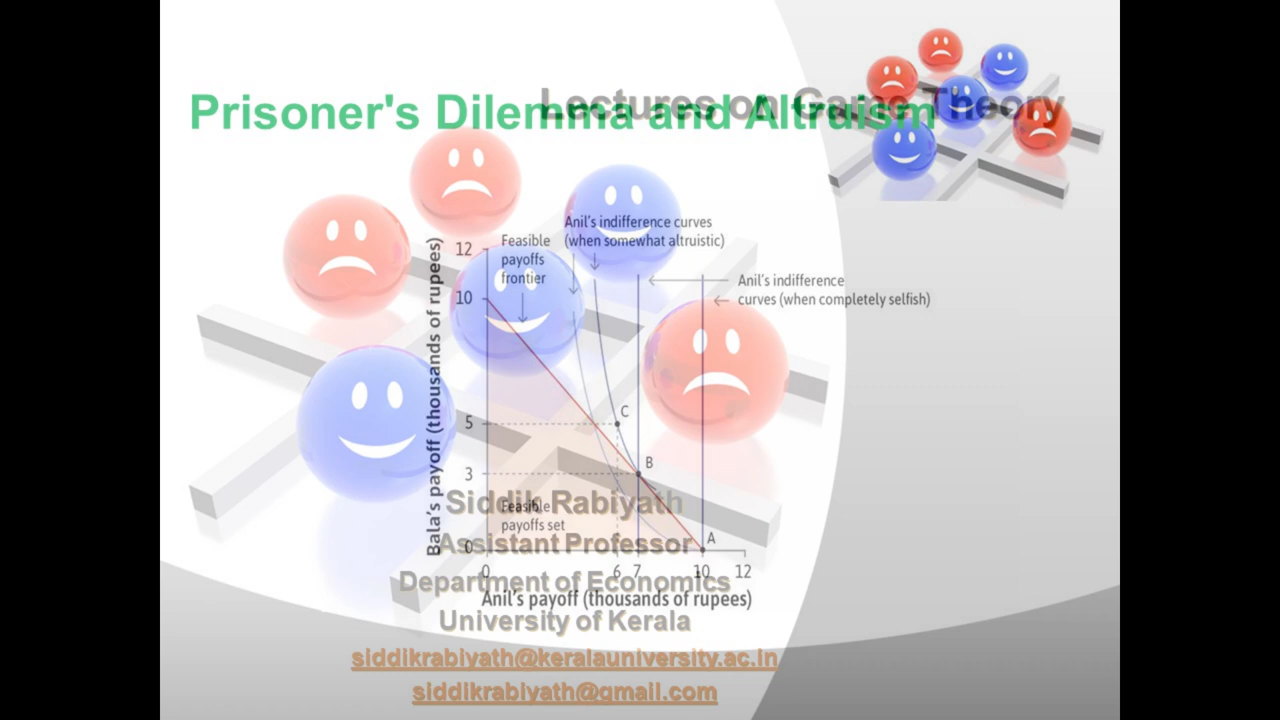 Lectures on Game Theory
Prisoner's Dilemma and Altruism
Anil's indifference curves
(when somewhat altruistic)
Feasible
payoffs
frontier
Anil's indifference
curves (when completely selfish)
Bala's payoff (thousands of rupees)
12
10
5
3
0
C
B
A
Feasible
payoffs set
0
6
7
10
12
Anil's payoff (thousands of rupees)
Siddik Rabiyath
Assistant Professor
Department of Economics
University of Kerala
siddikrabiyath@keralauniversity.ac.in
siddikrabiyath@gmail.com